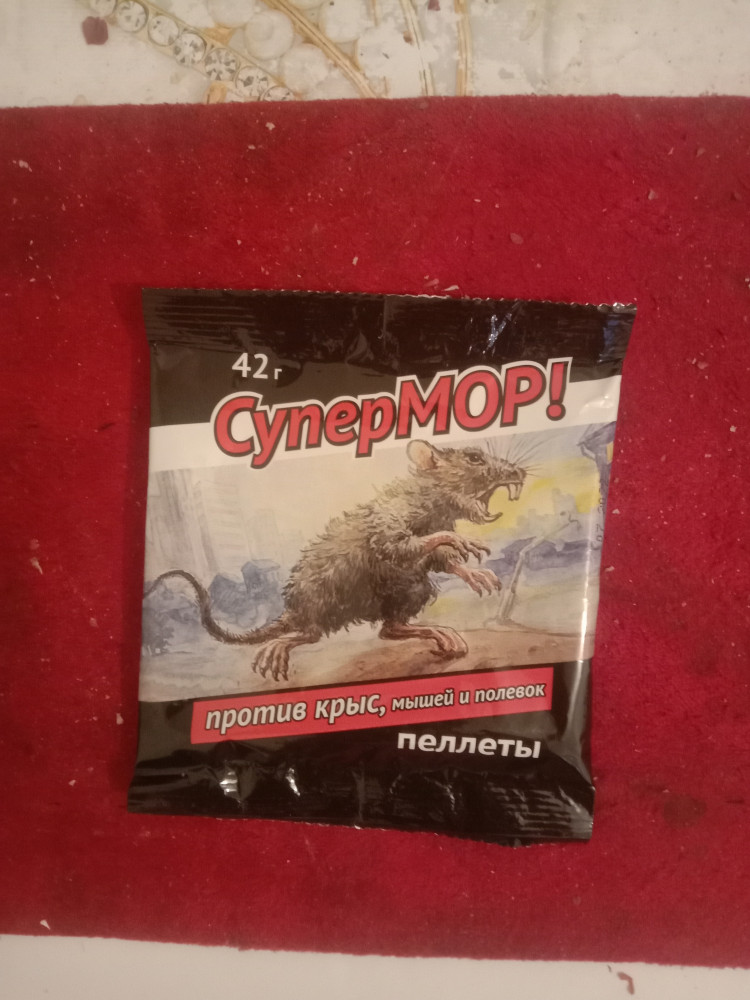 42 г
СуперМОР!
против крыс, мышей и полевок
пеллеты